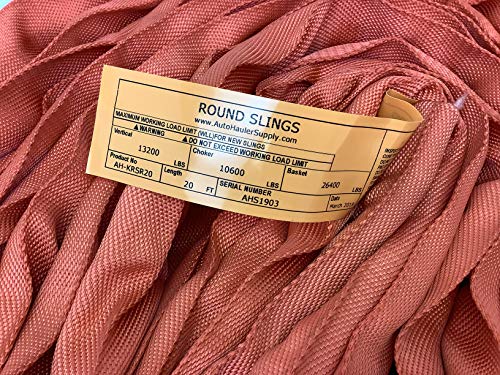 ROUND SLINGS
www.AutoHaulerSupply.com
MAXIMUM WORKING LOAD LIMIT (WLL)FOR NEW SLINGS
⚠ WARNING ⚠ DO NOT EXCEED WORKING LOAD LIMIT
Vertical Choker Basket
13200 LBS 10600 LBS 26400 LBS
Product No Length SERIAL NUMBER Date
AH-KRSR20 20 FT AHS1903 March